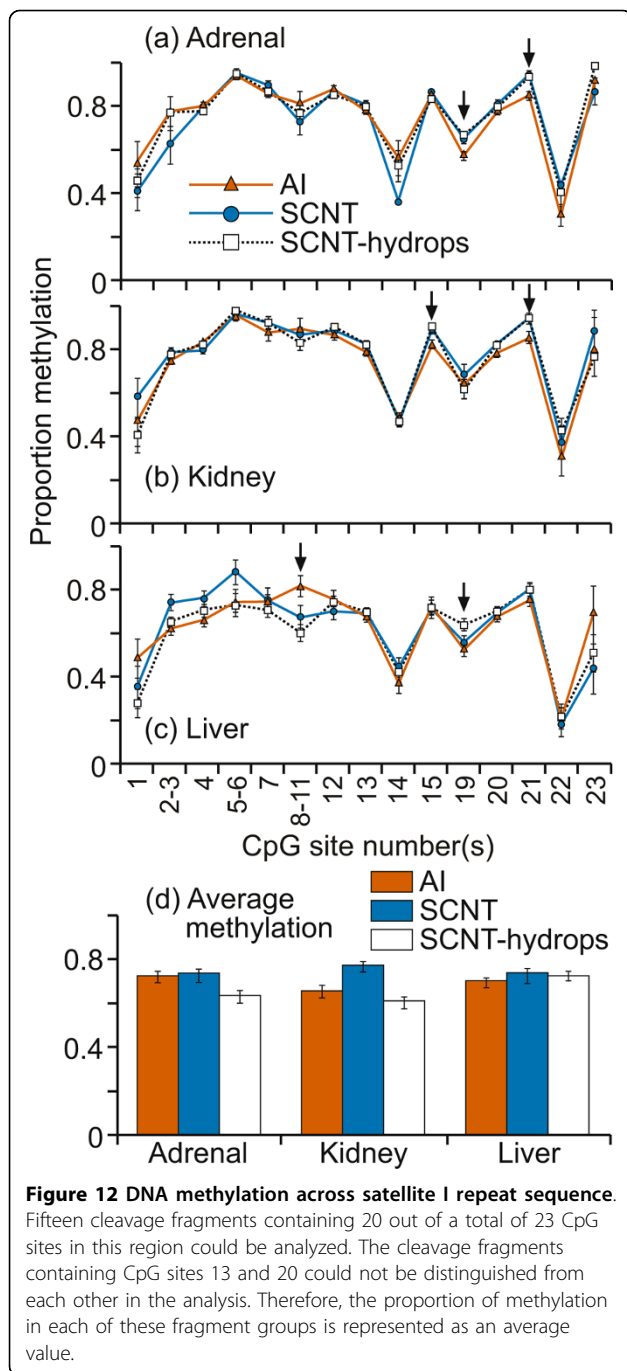 (a) Adrenal
0.8
0.4
0
AI
SCNT
SCNT-hydrops
Proportion methylation
0.8
0.4
0
(b) Kidney
0.8
0.4
0
(c) Liver
1
2-3
4
5-6
7
8-11
12
13
14
15
19
20
21
22
23
CpG site number(s)
(d) Average
methylation
AI
SCNT
SCNT-hydrops
0.8
0.4
0
Adrenal Kidney Liver
Figure 12 DNA methylation across satellite I repeat sequence.
Fifteen cleavage fragments containing 20 out of a total of 23 CpG
sites in this region could be analyzed. The cleavage fragments
containing CpG sites 13 and 20 could not be distinguished from
each other in the analysis. Therefore, the proportion of methylation
in each of these fragment groups is represented as an average
value.